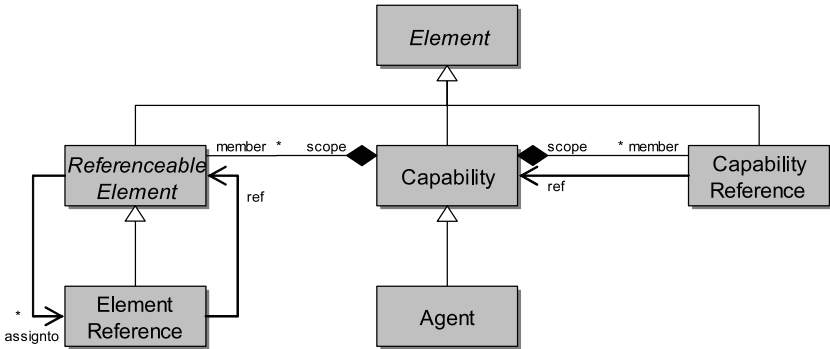 Element
member * scope
scope * member
Referenceable
Element
Capability
Capability
Reference
ref
ref
Element
Reference
Agent
*
assignto